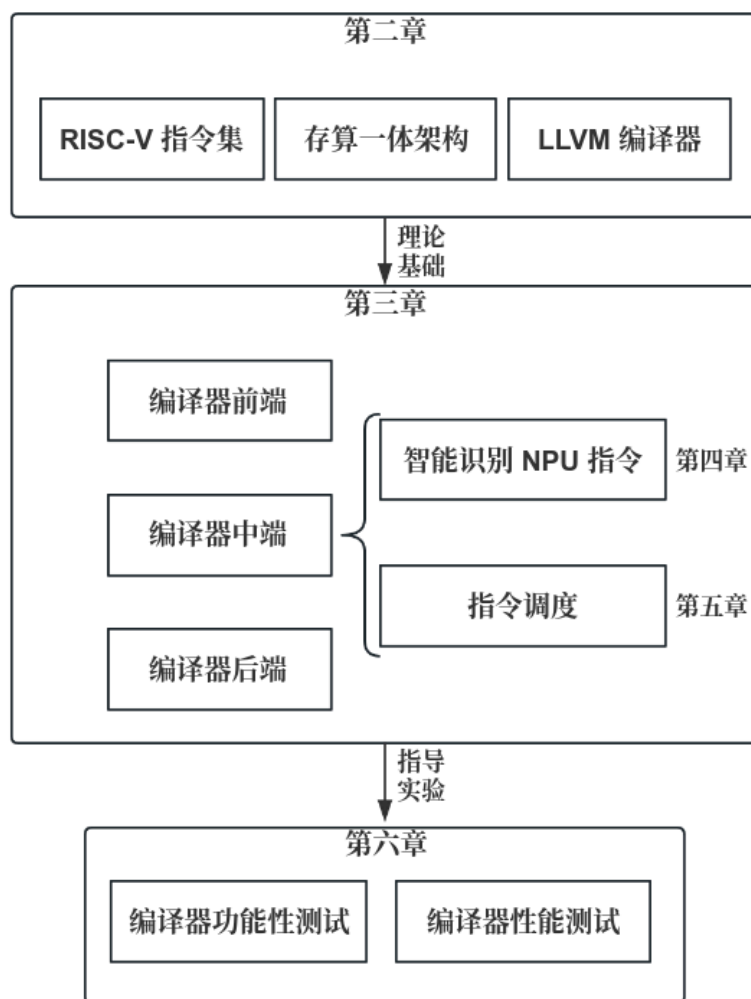 第二章
RISC-V 指令集
存算一体架构
LLVM 编译器
理论
基础
第三章
编译器前端
智能识别 NPU 指令
第四章
编译器中端
指令调度
第五章
编译器后端
指导
实验
第六章
编译器功能性测试
编译器性能测试